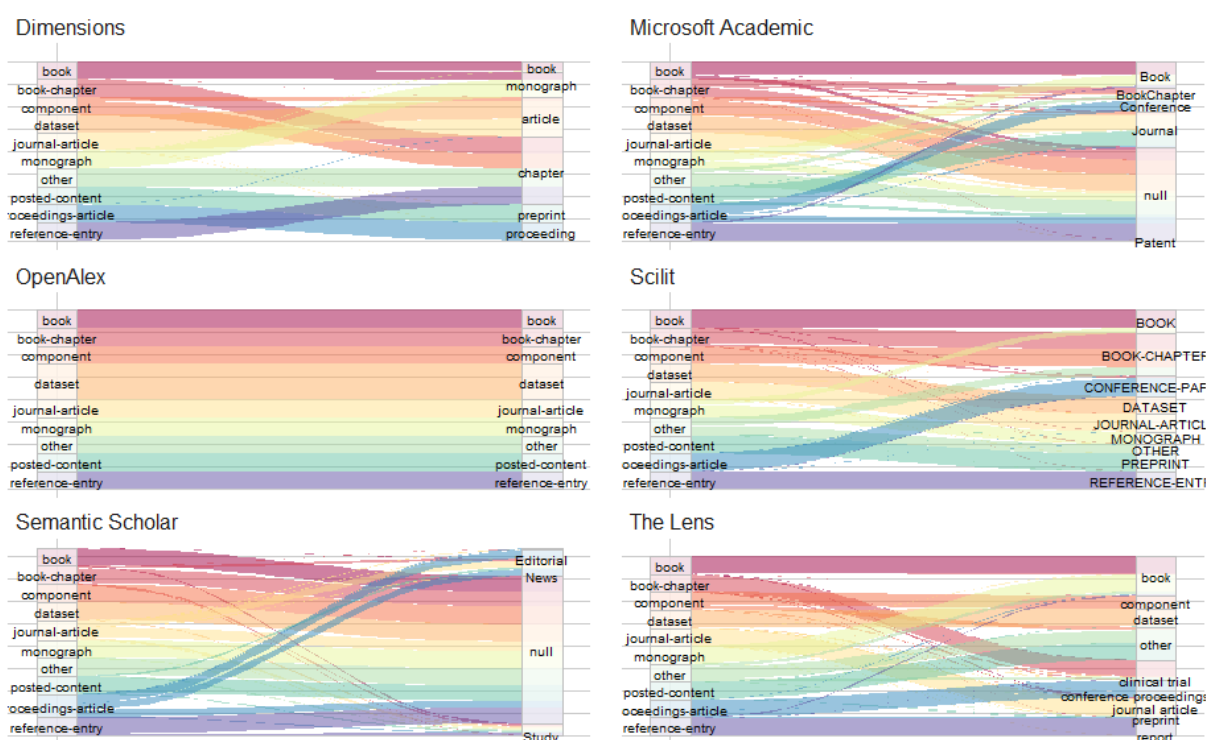 Dimensions
book
book-chapter
component
dataset
journal-article
monograph
other
posted-content
roceedings-article
reference-entry
book
monograph
article
chapter
preprint
proceeding
Microsoft Academic
book
book-chapter
component
dataset
journal-article
monograph
other
posted-content
oceedings-article
reference-entry
Book
BookChapter
Conference
Journal
null
Patent
OpenAlex
book
book-chapter
component
dataset
journal-article
monograph
other
posted-content
reference-entry
book
book-chapter
component
dataset
journal-article
monograph
other
posted-content
reference-entry
Scilit
book
book-chapter
component
dataset
journal-article
monograph
other
posted-content
oceedings-article
reference-entry
BOOK
BOOK-CHAPTER
CONFERENCE-PAP
DATASET
JOURNAL-ARTICL
MONOGRAPH
OTHER
PREPRINT
REFERENCE-ENTR
Semantic Scholar
book
book-chapter
component
dataset
journal-article
monograph
other
posted-content
roceedings-article
reference-entry
Editorial
News
null
Study
The Lens
book
book-chapter
component
dataset
journal-article
monograph
other
posted-content
oceedings-article
reference-entry
book
component
dataset
other
clinical trial
conference proceedings
journal article
preprint
report